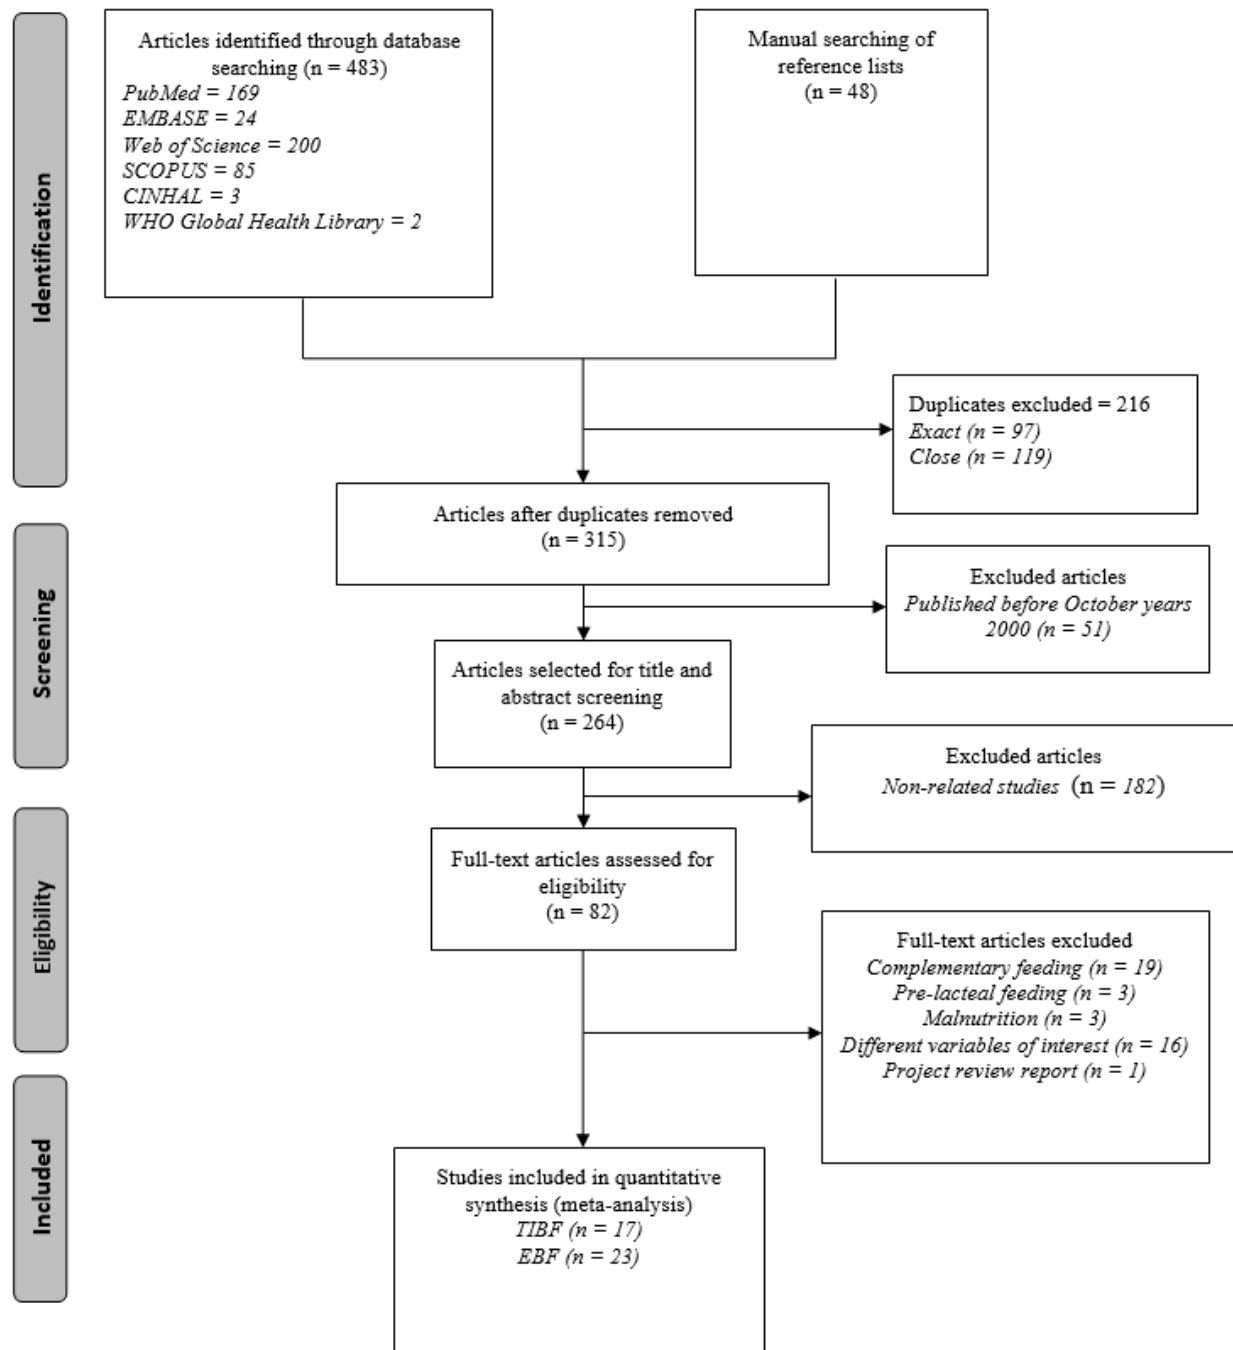 Identification
Articles identified through database
searching (n = 483)
PubMed = 169
EMBASE = 24
Web of Science = 200
SCOPUS = 85
CINHAL = 3
WHO Global Health Library = 2
Manual searching of
reference lists
(n = 48)
Duplicates excluded = 216
Exact (n = 97)
Close (n = 119)
Articles after duplicates removed
(n = 315)
Screening
Excluded articles
Published before October years
2000 (n = 51)
Articles selected for title and
abstract screening
(n = 264)
Excluded articles
Non-related studies (n = 182)
Eligibility
Full-text articles assessed for
eligibility
(n = 82)
Full-text articles excluded
Complementary feeding (n = 19)
Pre-lacteal feeding (n = 3)
Malnutrition (n = 3)
Different variables of interest (n = 16)
Project review report (n = 1)
Included
Studies included in quantitative
synthesis (meta-analysis)
TIBF (n = 17)
EBF (n = 23)